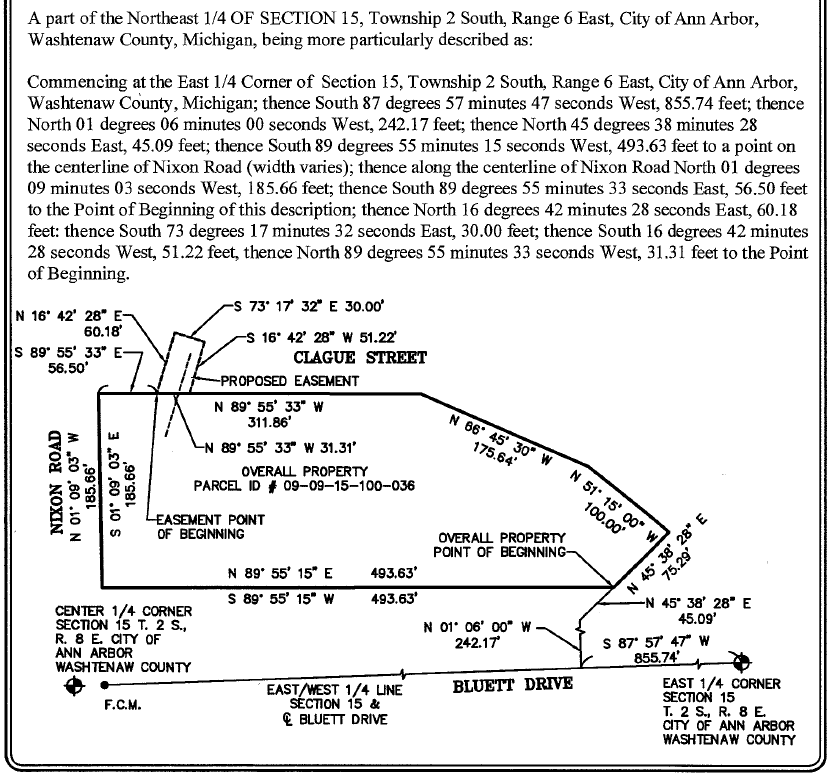 A part of the Northeast 1/4 OF SECTION 15, Township 2 South, Range 6 East, City of Ann Arbor,
Washtenaw County, Michigan, being more particularly described as:
Commencing at the East 1/4 Corner of Section 15, Township 2 South, Range 6 East, City of Ann Arbor,
Washtenaw County, Michigan; thence South 87 degrees 57 minutes 47 seconds West, 855.74 feet; thence
North 01 degrees 06 minutes 00 seconds West, 242.17 feet; thence North 45 degrees 38 minutes 28
seconds East, 45.09 feet; thence South 89 degrees 55 minutes 15 seconds West, 493.63 feet to a point on
the centerline of Nixon Road (width varies); thence along the centerline of Nixon Road North 01 degrees
09 minutes 03 seconds West, 185.66 feet; thence South 89 degrees 55 minutes 33 seconds East, 56.50 feet
to the Point of Beginning of this description; thence North 16 degrees 42 minutes 28 seconds East, 60.18
feet: thence South 73 degrees 17 minutes 32 seconds East, 30.00 feet; thence South 16 degrees 42 minutes
28 seconds West, 51.22 feet, thence North 89 degrees 55 minutes 33 seconds West, 31.31 feet to the Point
of Beginning.
S 73° 17' 32" E 30.00'
N 16° 42' 28" E
60.18'
S 16° 42' 28" W 51.22'
S 89° 55' 33" E
56.50'
CLAGUE STREET
PROPOSED EASEMENT
N 89° 55' 33" W
311.86'
N 66° 45' 30" W
175.64'
N 89° 55' 33" W 31.31'
NIXON ROAD
N 01° 09' 03" W
185.66'
S 01° 09' 03" E
185.66'
OVERALL PROPERTY
PARCEL ID # 09-09-15-100-036
N 51° 15' 00" W
100.00'
EASEMENT POINT
OF BEGINNING
OVERALL PROPERTY
POINT OF BEGINNING
N 45° 38' 28" E
75.29'
N 89° 55' 15" E 493.63'
S 89° 55' 15" W 493.63'
N 45° 38' 28" E
45.09'
CENTER 1/4 CORNER
SECTION 15 T. 2 S.,
R. 8 E. CITY OF
ANN ARBOR
WASHTENAW COUNTY
N 01° 06' 00" W
242.17'
S 87° 57' 47" W
855.74'
F.C.M.
EAST/WEST 1/4 LINE
SECTION 15 &
℄ BLUETT DRIVE
BLUETT DRIVE
EAST 1/4 CORNER
SECTION 15
T. 2 S., R. 8 E.
CITY OF ANN ARBOR
WASHTENAW COUNTY